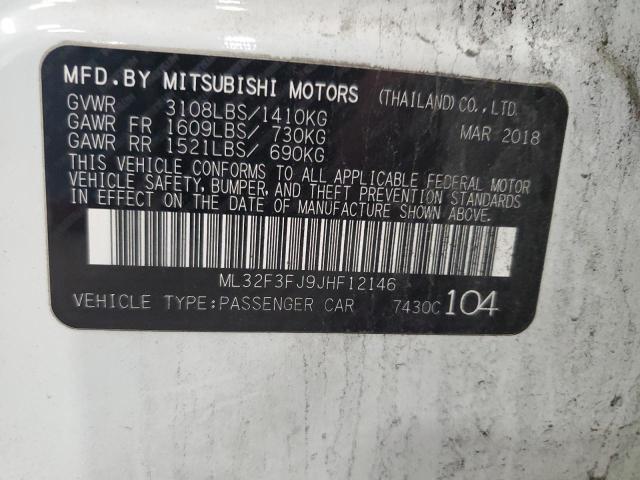 MFD.BY MITSUBISHI MOTORS (THAILAND) CO., LTD.
GVWR 3108LBS/1410KG MAR 2018
GAWR FR 1609LBS/ 730KG
GAWR RR 1521LBS/ 690KG
THIS VEHICLE CONFORMS TO ALL APPLICABLE FEDERAL MOTOR
VEHICLE SAFETY, BUMPER, AND THEFT PREVENTION STANDARDS
IN EFFECT ON THE DATE OF MANUFACTURE SHOWN ABOVE.
ML32F3FJ9JHF12146
VEHICLE TYPE:PASSENGER CAR 7430C 104